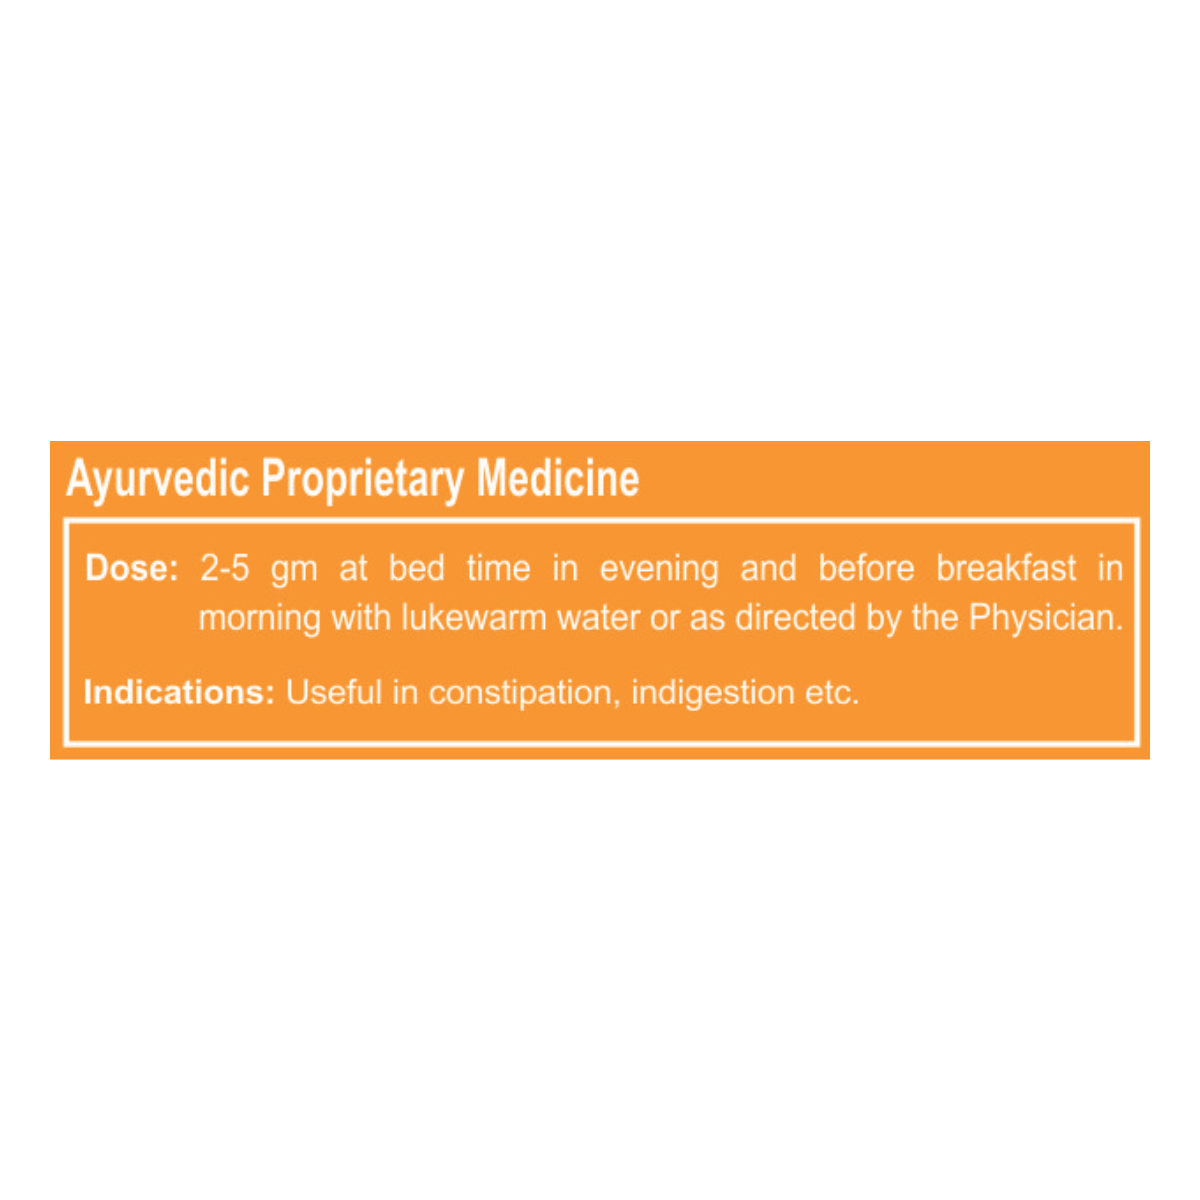 Ayurvedic Proprietary Medicine
Dose: 2-5 gm at bed time in evening and before breakfast in
morning with lukewarm water or as directed by the Physician.
Indications: Useful in constipation, indigestion etc.